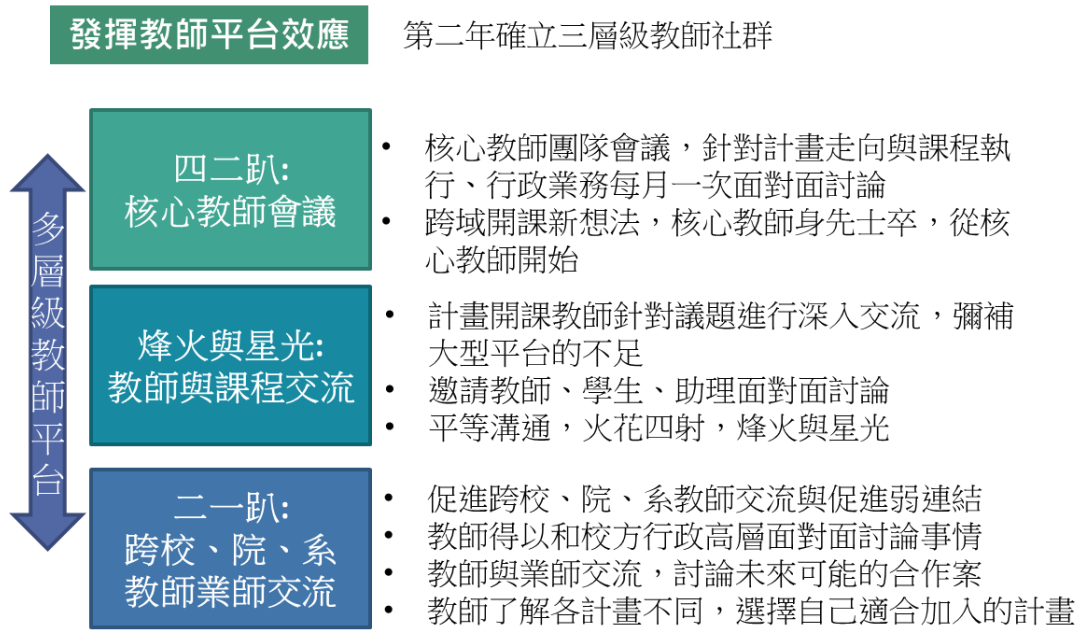 發揮教師平台效應
第二年確立三層級教師社群
多層級教師平台
四二趴:
核心教師會議
• 核心教師團隊會議，針對計畫走向與課程執
行、行政業務每月一次面對面討論
• 跨域開課新想法，核心教師身先士卒，從核
心教師開始
烽火與星光:
教師與課程交流
• 計畫開課教師針對議題進行深入交流，彌補
大型平台的不足
• 邀請教師、學生、助理面對面討論
• 平等溝通，火花四射，烽火與星光
二一趴:
跨校、院、系
教師業師交流
• 促進跨校、院、系教師交流與促進弱連結
• 教師得以和校方行政高層面對面討論事情
• 教師與業師交流，討論未來可能的合作案
• 教師了解各計畫不同，選擇自己適合加入的計畫